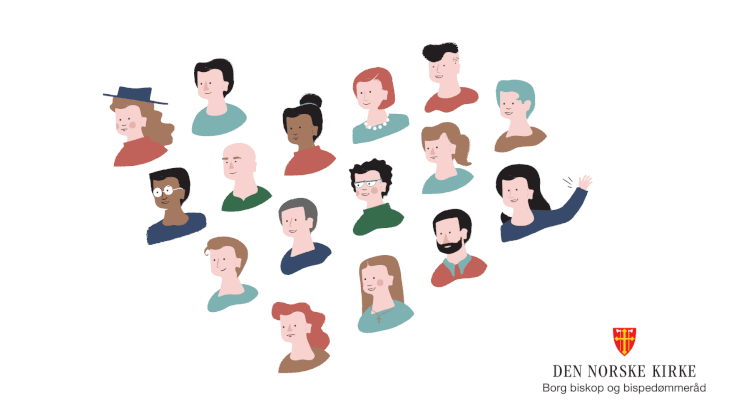 DEN NORSKE KIRKE
Borg biskop og bispedømmeråd